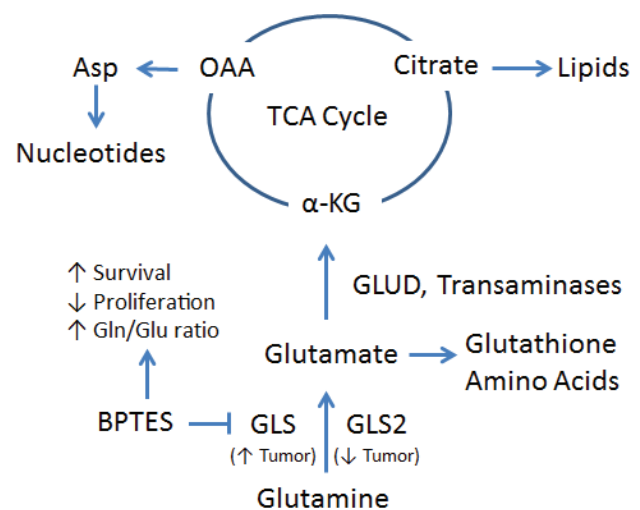 Asp
OAA
Citrate
Lipids
TCA Cycle
Nucleotides
α-KG
↑ Survival
↓ Proliferation
↑ Gln/Glu ratio
GLUD, Transaminases
Glutamate
Glutathione
Amino Acids
BPTES
GLS
GLS2
(↑ Tumor)
(↓ Tumor)
Glutamine